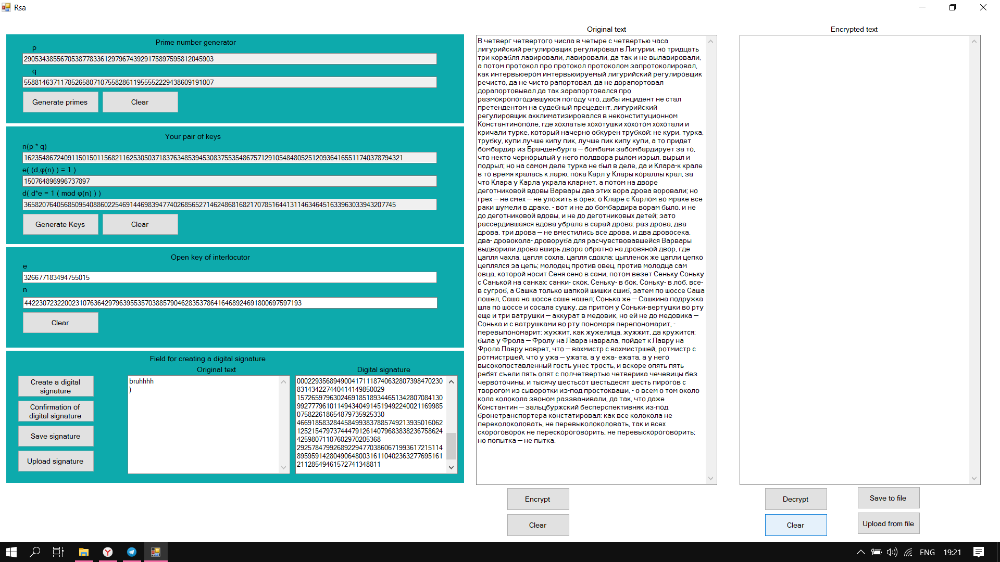 Rsa
Prime number generator
p
29053438556705387783361297967439291758975958120459​03
q
55881463711785265807107558286119555522294386091910​07
Generate primes
Clear
Your pair of keys
n(p * q)
1623548672409115015011568211625305037183763485394530837553548675712910548480525120936416551174037879​4321
e( (d,φ(n) ) = 1 )
150764896996737897
d( d*e = 1 ( mod φ(n) ) )
3658207640568509540886022546914469839477402685652714624868168217078516441311463464516339630339432077​45
Generate Keys
Clear
Open key of interlocutor
e
326677183494755015
n
442230723220023107636429796395535703885790462835378641646892469180069759​7193
Clear
Field for creating a digital signature
Original text
Digital signature
Create a digital
signature
Confirmation of
digital signature
Save signature
Upload signature
bruhhhh
)
0002293568949004171118740632807398470230
8314342274404141498500​29
1572659796302469185189344651342807084130
9927779610114943404914519492240021169985
0758226186548797359253​30
4669185832844584993837885749213935016062
1252154797374447912614079683838236758624
42598071107602970205368
2925784799268922947703860671993617215114
8959591428049064800316110402363277695161
21128549461572741348811
Original text
В четверг четвертого числа в четыре с четвертью часа
лигурийский регулировщик регулировал в Лигурии, но тридцать
три корабля лавировали, лавировали, да так и не вылавировали,
а потом протокол про протокол протоколом запротоколировал,
как интервьюером интервьюируемый лигурийский регулировщик
речисто, да не чисто рапортовал, да не дорапортовал
дорапортовывал да так зарапортовался про
размокропогодившуюся погоду что, дабы инцидент не стал
претендентом на судебный прецедент, лигурийский
регулировщик акклиматизировался в неконституционном
Константинополе, где хохлатые хохотушки хохотом хохотали и
кричали турке, который начерно обкурен трубкой: не кури, турка,
трубку, купи лучше кипу пик, лучше пик кипу купи, а то придет
бомбардир из Бранденбурга — бомбами забомбардирует за то,
что некто чернорылый у него полдвора рылом изрыл, вырыл и
подрыл; но на самом деле турка не был в деле, да и Клара-к крале
в то время кралась к ларю, пока Карл у Клары кораллы крал, за
что Клара у Карла украла кларнет, а потом на дворе
деготниковой вдовы Варвары два этих вора дрова воровали; но
грех — не смех — не уложить в орех: о Кларе с Карлом во мраке все
раки шумели в драке, - вот и не до бомбардира ворам было, и не
до деготниковой вдовы, и не до деготниковых детей; зато
рассердившаяся вдова убрала в сарай дрова: раз дрова, два
дрова, три дрова — не вместились все дрова, и два дровосека,
два- дровокола- дроворуба для расчувствовавшейся Варвары
выдворили дрова вширь двора обратно на дровяной двор, где
цапля чахла, цапля сохла, цапля сдохла; цыпленок же цапли цепко
цеплялся за цепь; молодец против овец, против молодца сам
овца, которой носит Сеня сено в сани, потом везет Сеньку Соньку
с Санькой на санках: санки- скок, Сеньку- в бок, Соньку- в лоб, все-
в сугроб, а Сашка только шапкой шишки сшиб, затем по шоссе Саша
пошел, Саша на шоссе саше нашел; Сонька же — Сашкина подружка
шла по шоссе и сосала сушку, да притом у Соньки-вертушки во рту
еще и три ватрушки — аккурат в медовик, но ей не до медовика —
Сонька и с ватрушками во рту пономаря перепономарит, -
перевыпономарит: жужжит, как жужелица, жужжит, да кружится:
была у Фрола — Фролу на Лавра наврала, пойдет к Лавру на
Фрола Лавру наврет, что — вахмистр с вахмистршей, ротмистр с
ротмистршей, что у ужа — ужата, а у ежа- ежата, а у него
высокопоставленный гость унес трость, и вскоре опять пять
ребят съели пять опят с полчетвертью четверика чечевицы без
червоточины, и тысячу шестьсот шестьдесят шесть пирогов с
творогом из сыворотки из-под простокваши, - о всем о том около
кола колокола звоном раззванивали, да так, что даже
Константин — зальцбуржский бесперспективняк из-под
бронетранспортера констатировал: как все колокола не
переколоколовать, не перевыколоколовать, так и всех
скороговорок не перескороговорить, не перевыскороговорить;
но попытка — не пытка.
Encrypt
Clear
Encrypted text
Decrypt
Clear
Save to file
Upload from file
ENG
19:21